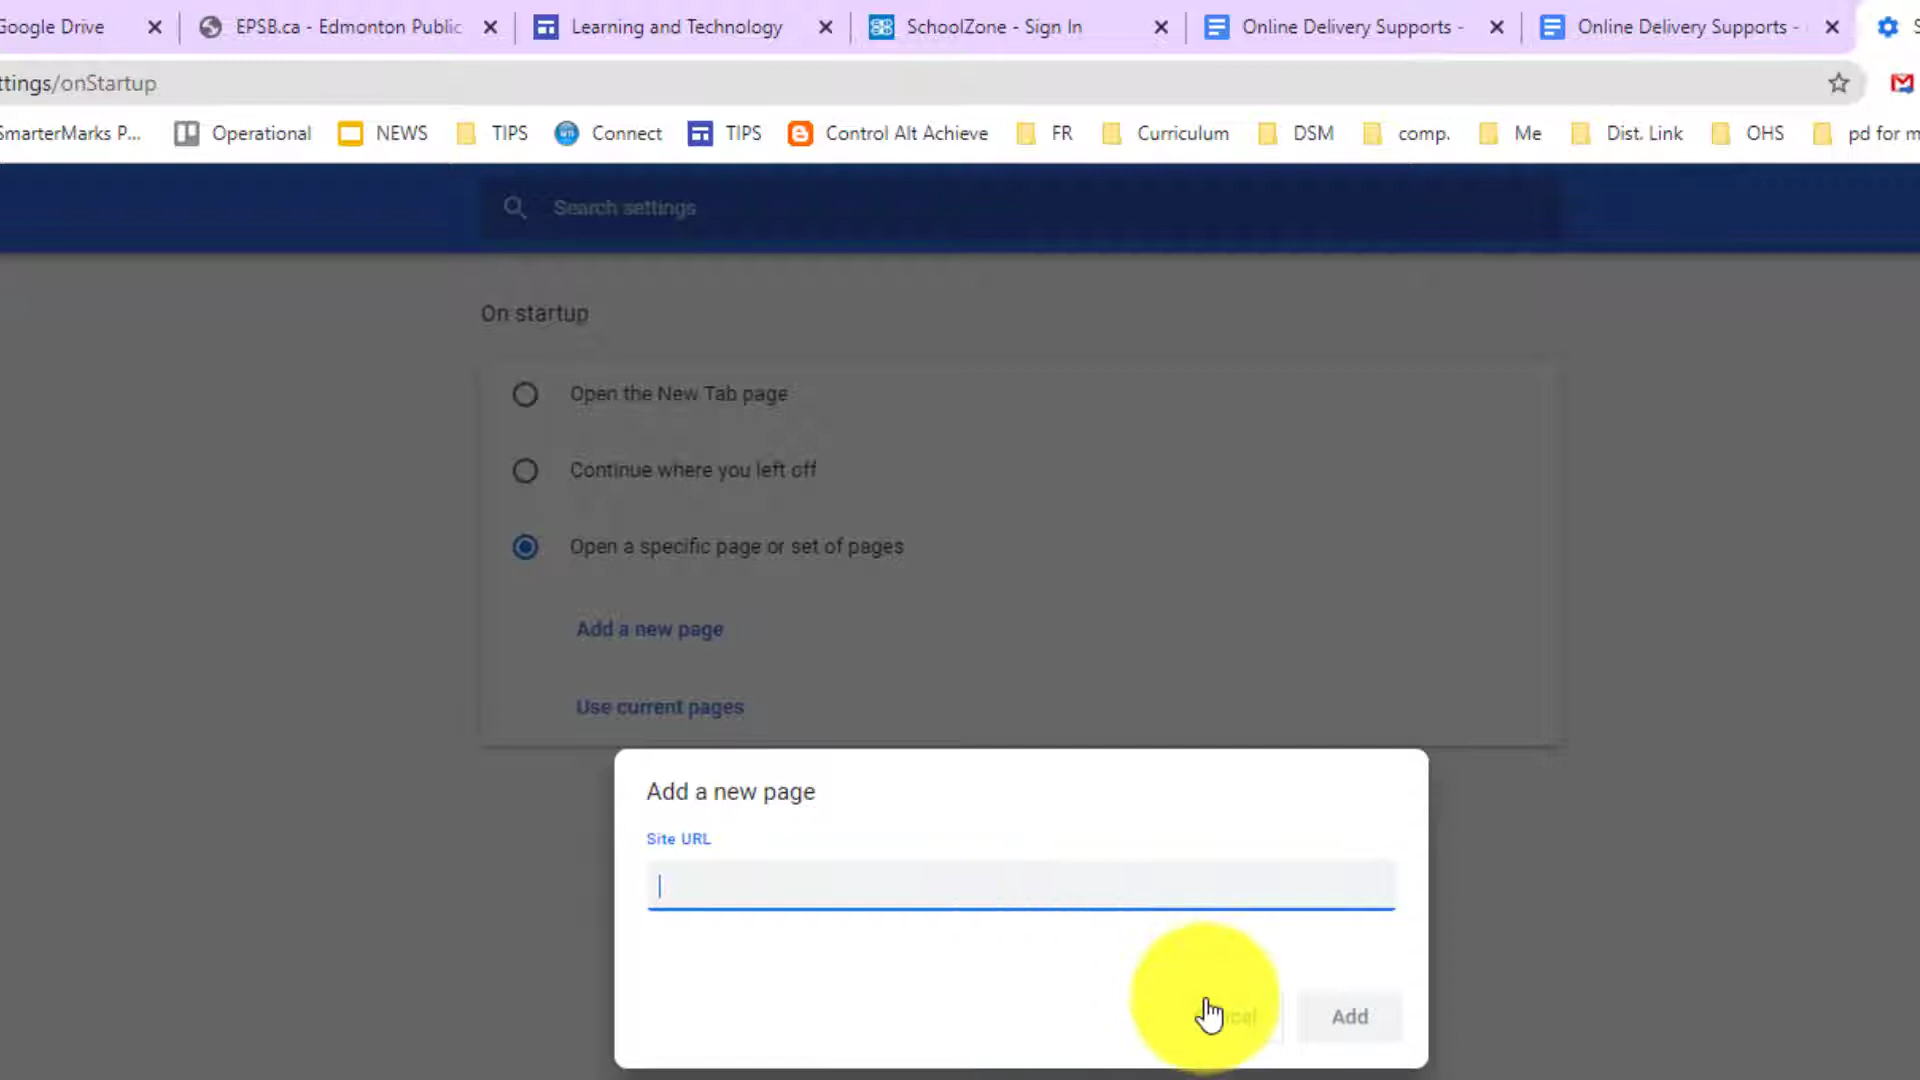 Google Drive
EPSB.ca - Edmonton Public
Learning and Technology
SchoolZone - Sign In
Online Delivery Supports -
Online Delivery Supports -
ttings/onStartup
SmarterMarks P...
Operational
NEWS
TIPS
Connect
TIPS
Control Alt Achieve
FR
Curriculum
DSM
comp.
Me
Dist. Link
OHS
pd for m
Search settings
On startup
Open the New Tab page
Continue where you left off
Open a specific page or set of pages
Add a new page
Use current pages
Add a new page
Site URL
Add